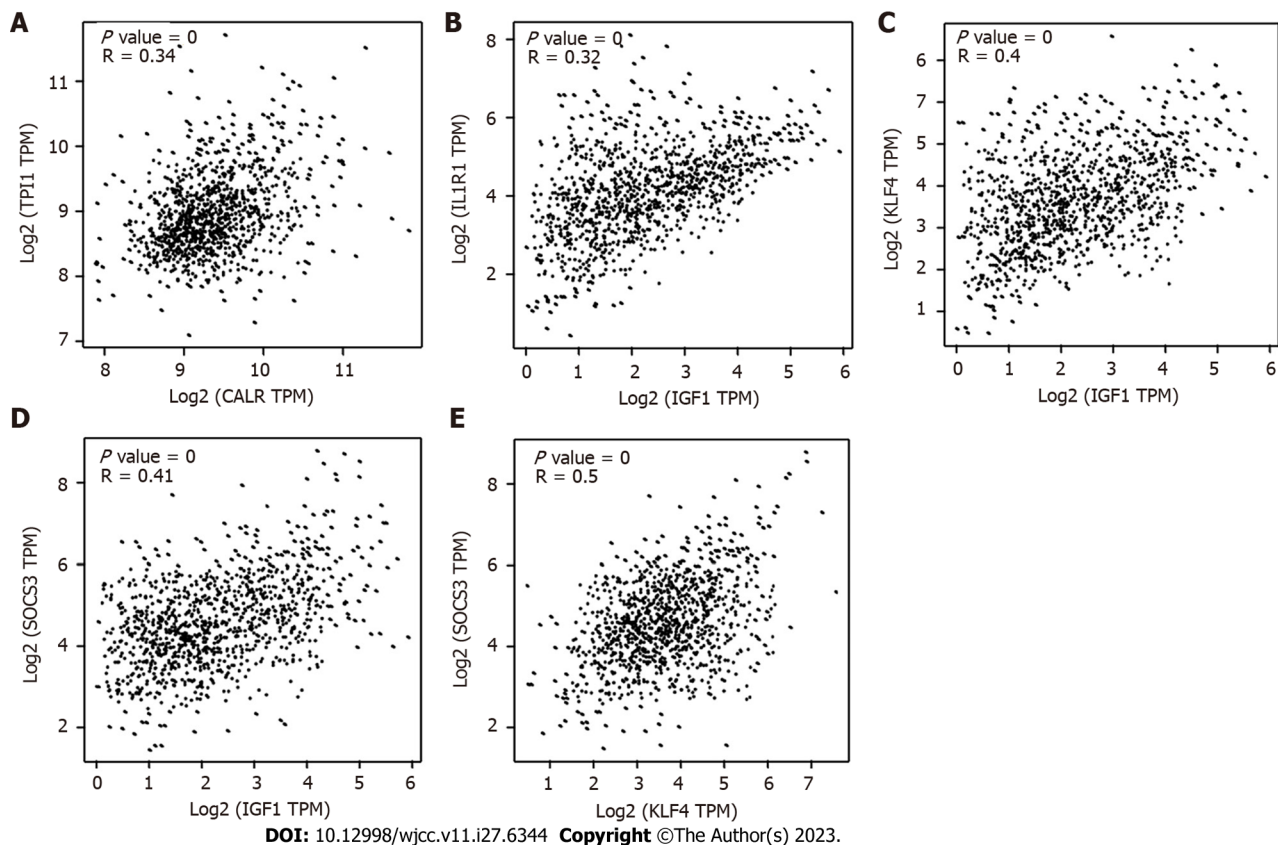 A
P value = 0
R = 0.34
Log2 (TPI1 TPM)
11
10
9
8
7
8 9 10 11
Log2 (CALR TPM)
B
P value = 0
R = 0.32
Log2 (IL1R1 TPM)
8
6
4
2
0 1 2 3 4 5 6
Log2 (IGF1 TPM)
C
P value = 0
R = 0.4
Log2 (KLF4 TPM)
6
7
5
4
3
2
1
0 1 2 3 4 5 6
Log2 (IGF1 TPM)
D
P value = 0
R = 0.41
Log2 (SOCS3 TPM)
8
6
4
2
0 1 2 3 4 5 6
Log2 (IGF1 TPM)
E
P value = 0
R = 0.5
Log2 (SOCS3 TPM)
8
6
4
2
1 2 3 4 5 6 7
Log2 (KLF4 TPM)
DOI: 10.12998/wjcc.v11.i27.6344 Copyright ©The Author(s) 2023.